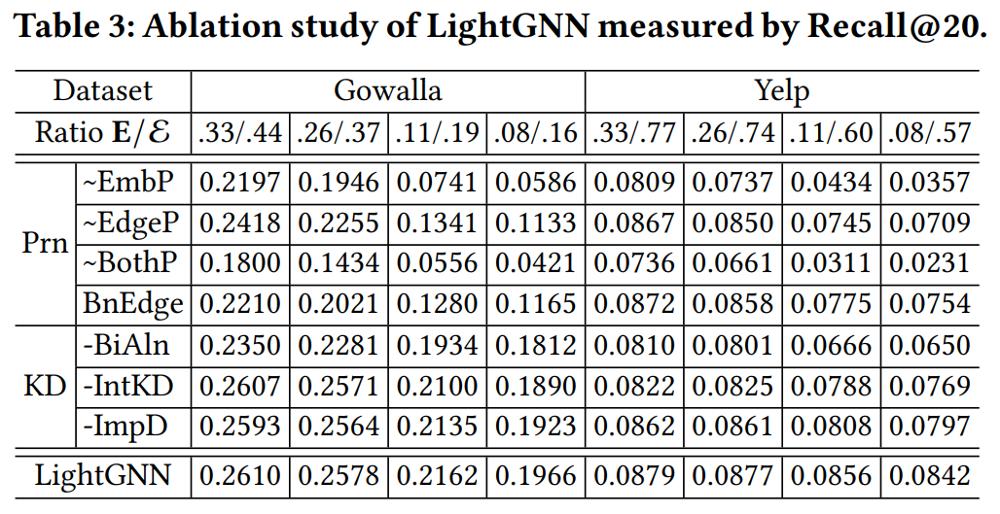 Table 3: Ablation study of LightGNN measured by Recall@20.
Dataset Gowalla Yelp
Ratio E/ℰ .33/.44 .26/.37 .11/.19 .08/.16 .33/.77 .26/.74 .11/.60 .08/.57
Prn ~EmbP 0.2197 0.1946 0.0741 0.0586 0.0809 0.0737 0.0434 0.0357
~EdgeP 0.2418 0.2255 0.1341 0.1133 0.0867 0.0850 0.0745 0.0709
~BothP 0.1800 0.1434 0.0556 0.0421 0.0736 0.0661 0.0311 0.0231
BnEdge 0.2210 0.2021 0.1280 0.1165 0.0872 0.0858 0.0775 0.0754
KD -BiAln 0.2350 0.2281 0.1934 0.1812 0.0810 0.0801 0.0666 0.0650
-IntKD 0.2607 0.2571 0.2100 0.1890 0.0822 0.0825 0.0788 0.0769
-ImpD 0.2593 0.2564 0.2135 0.1923 0.0862 0.0861 0.0808 0.0797
LightGNN 0.2610 0.2578 0.2162 0.1966 0.0879 0.0877 0.0856 0.0842